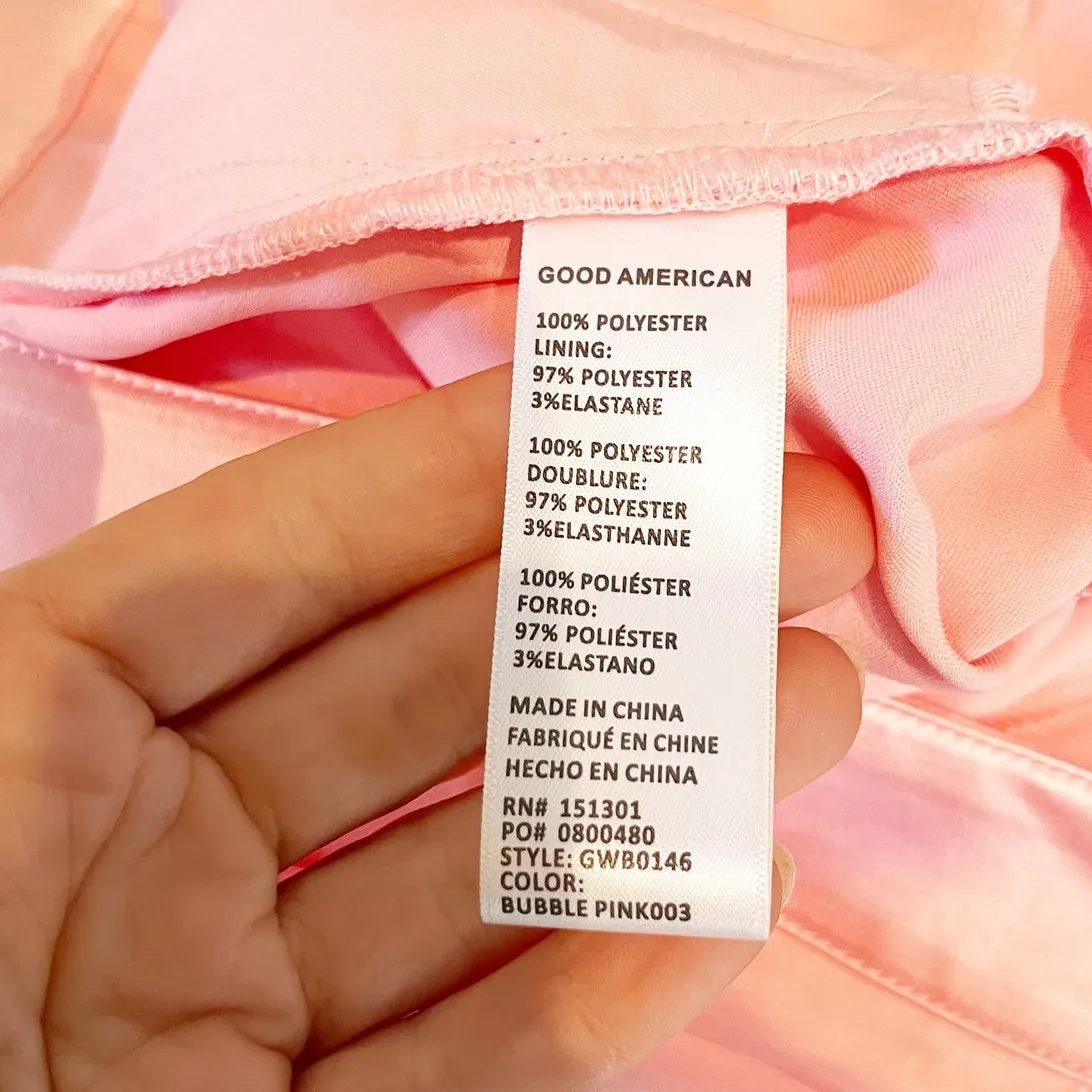 GOOD AMERICAN
100% POLYESTER
LINING:
97% POLYESTER
3%ELASTANE
100% POLYESTER
DOUBLURE:
97% POLYESTER
3%ELASTHANNE
100% POLIÉSTER
FORRO:
97% POLIÉSTER
3%ELASTANO
MADE IN CHINA
FABRIQUÉ EN CHINE
HECHO EN CHINA
RN# 151301
PO# 0800480
STYLE: GWB0146
COLOR:
BUBBLE PINK003